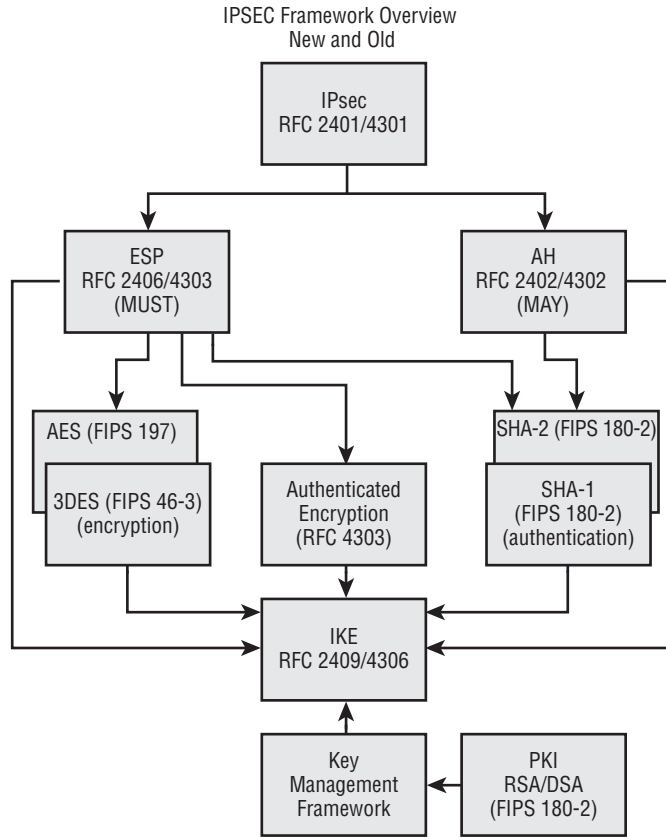 IPSEC Framework Overview
New and Old
IPsec
RFC 2401/4301
ESP
RFC 2406/4303
(MUST)
AH
RFC 2402/4302
(MAY)
AES (FIPS 197)
3DES (FIPS 46-3)
(encryption)
Authenticated
Encryption
(RFC 4303)
SHA-2 (FIPS 180-2)
SHA-1
(FIPS 180-2)
(authentication)
IKE
RFC 2409/4306
Key
Management
Framework
PKI
RSA/DSA
(FIPS 180-2)